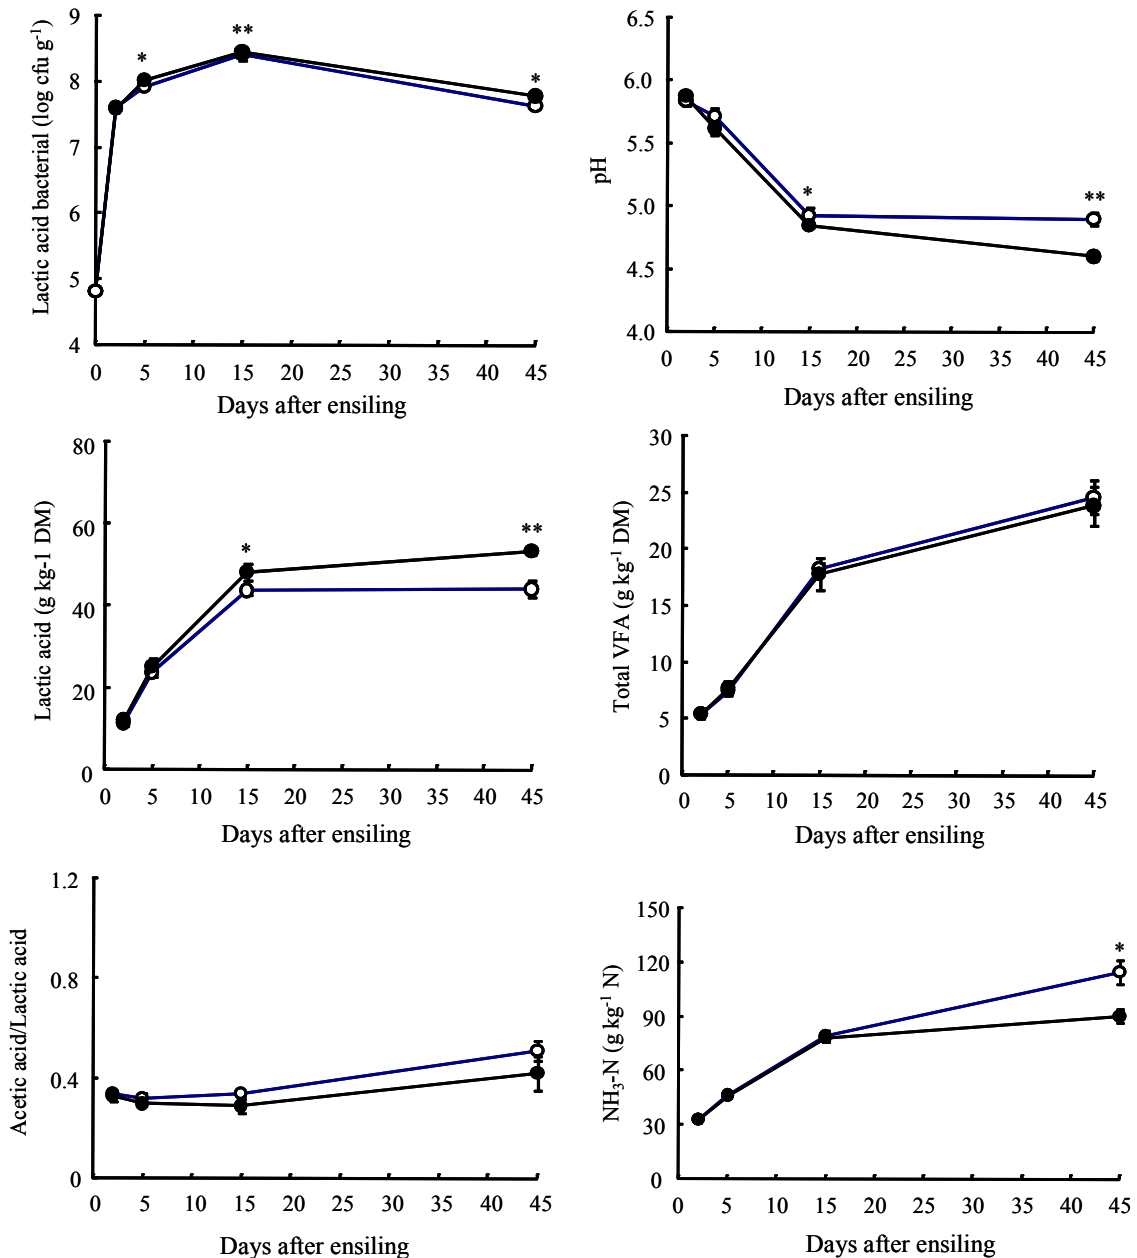 Lactic acid bacterial (log cfu g-1)
9
8
7
6
5
4
*
**
*
0 5 10 15 20 25 30 35 40 45
Days after ensiling
pH
6.5
6.0
5.5
5.0
4.5
4.0
*
**
0 5 10 15 20 25 30 35 40 45
Days after ensiling
Lactic acid (g kg-1 DM)
80
60
40
20
0
*
**
0 5 10 15 20 25 30 35 40 45
Days after ensiling
Total VFA (g kg-1 DM)
30
25
20
15
10
5
0
0 5 10 15 20 25 30 35 40 45
Days after ensiling
Acetic acid/Lactic acid
1.2
0.8
0.4
0
0 5 10 15 20 25 30 35 40 45
Days after ensiling
NH3-N (g kg-1 N)
150
120
90
60
30
0
*
0 5 10 15 20 25 30 35 40 45
Days after ensiling